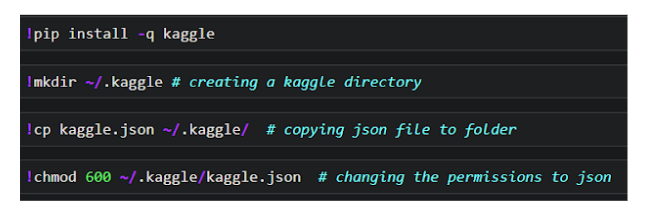 !pip install -q kaggle
!mkdir ~/.kaggle # creating a kaggle directory
!cp kaggle.json ~/.kaggle/  # copying json file to folder
!chmod 600 ~/.kaggle/kaggle.json  # changing the permissions to json